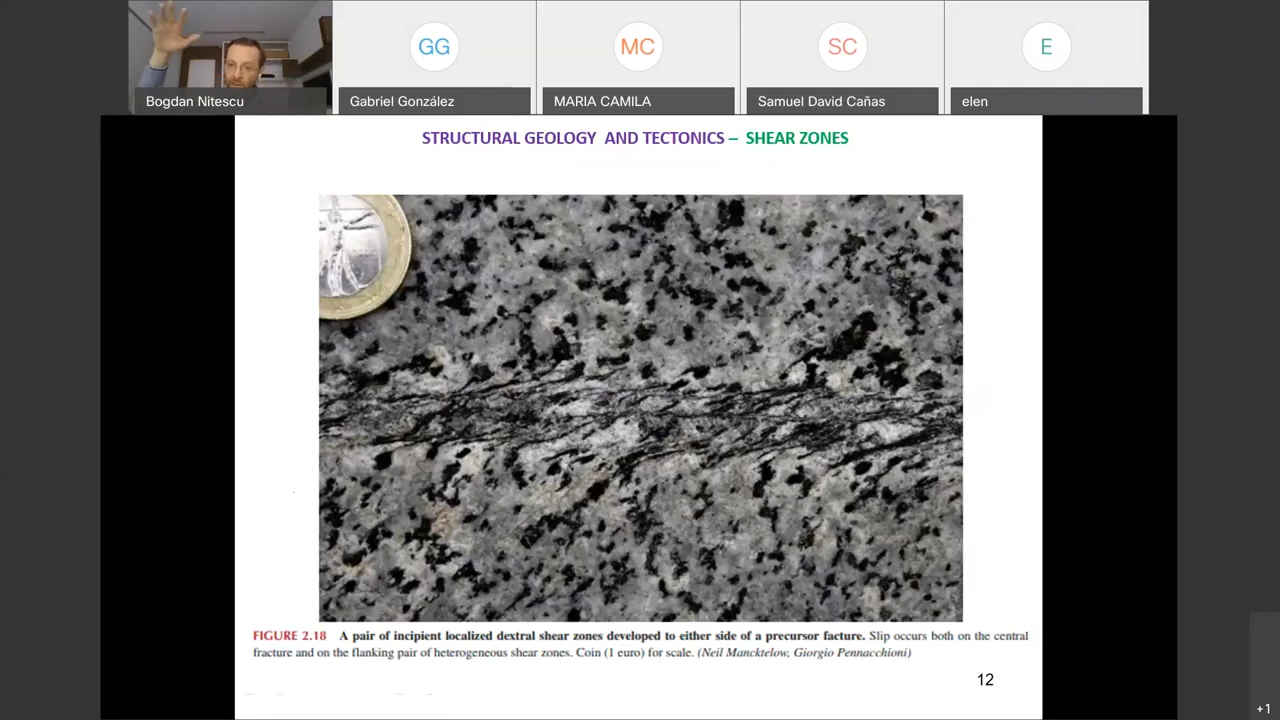 GG
MC
SC
E
Bogdan Nitescu
Gabriel González
MARIA CAMILA
Samuel David Cañas
elen
STRUCTURAL GEOLOGY AND TECTONICS – SHEAR ZONES
FIGURE 2.18 A pair of incipient localized dextral shear zones developed to either side of a precursor facture. Slip occurs both on the central
fracture and on the flanking pair of heterogeneous shear zones. Coin (1 euro) for scale. (Neil Mancktelow, Giorgio Pennacchioni)
12
+1